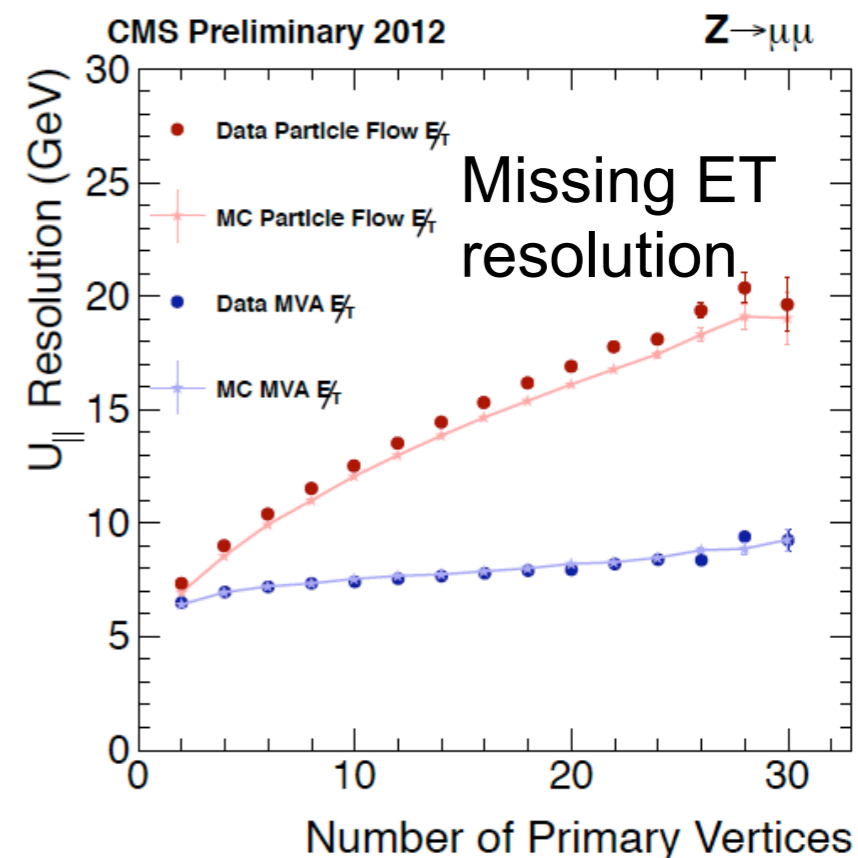 CMS Preliminary 2012 Z→μμ
U|| Resolution (GeV)
30
25
20
15
10
5
0
Data Particle Flow E̸T
MC Particle Flow E̸T
Data MVA E̸T
MC MVA E̸T
Missing ET
resolution
0 10 20 30
Number of Primary Vertices